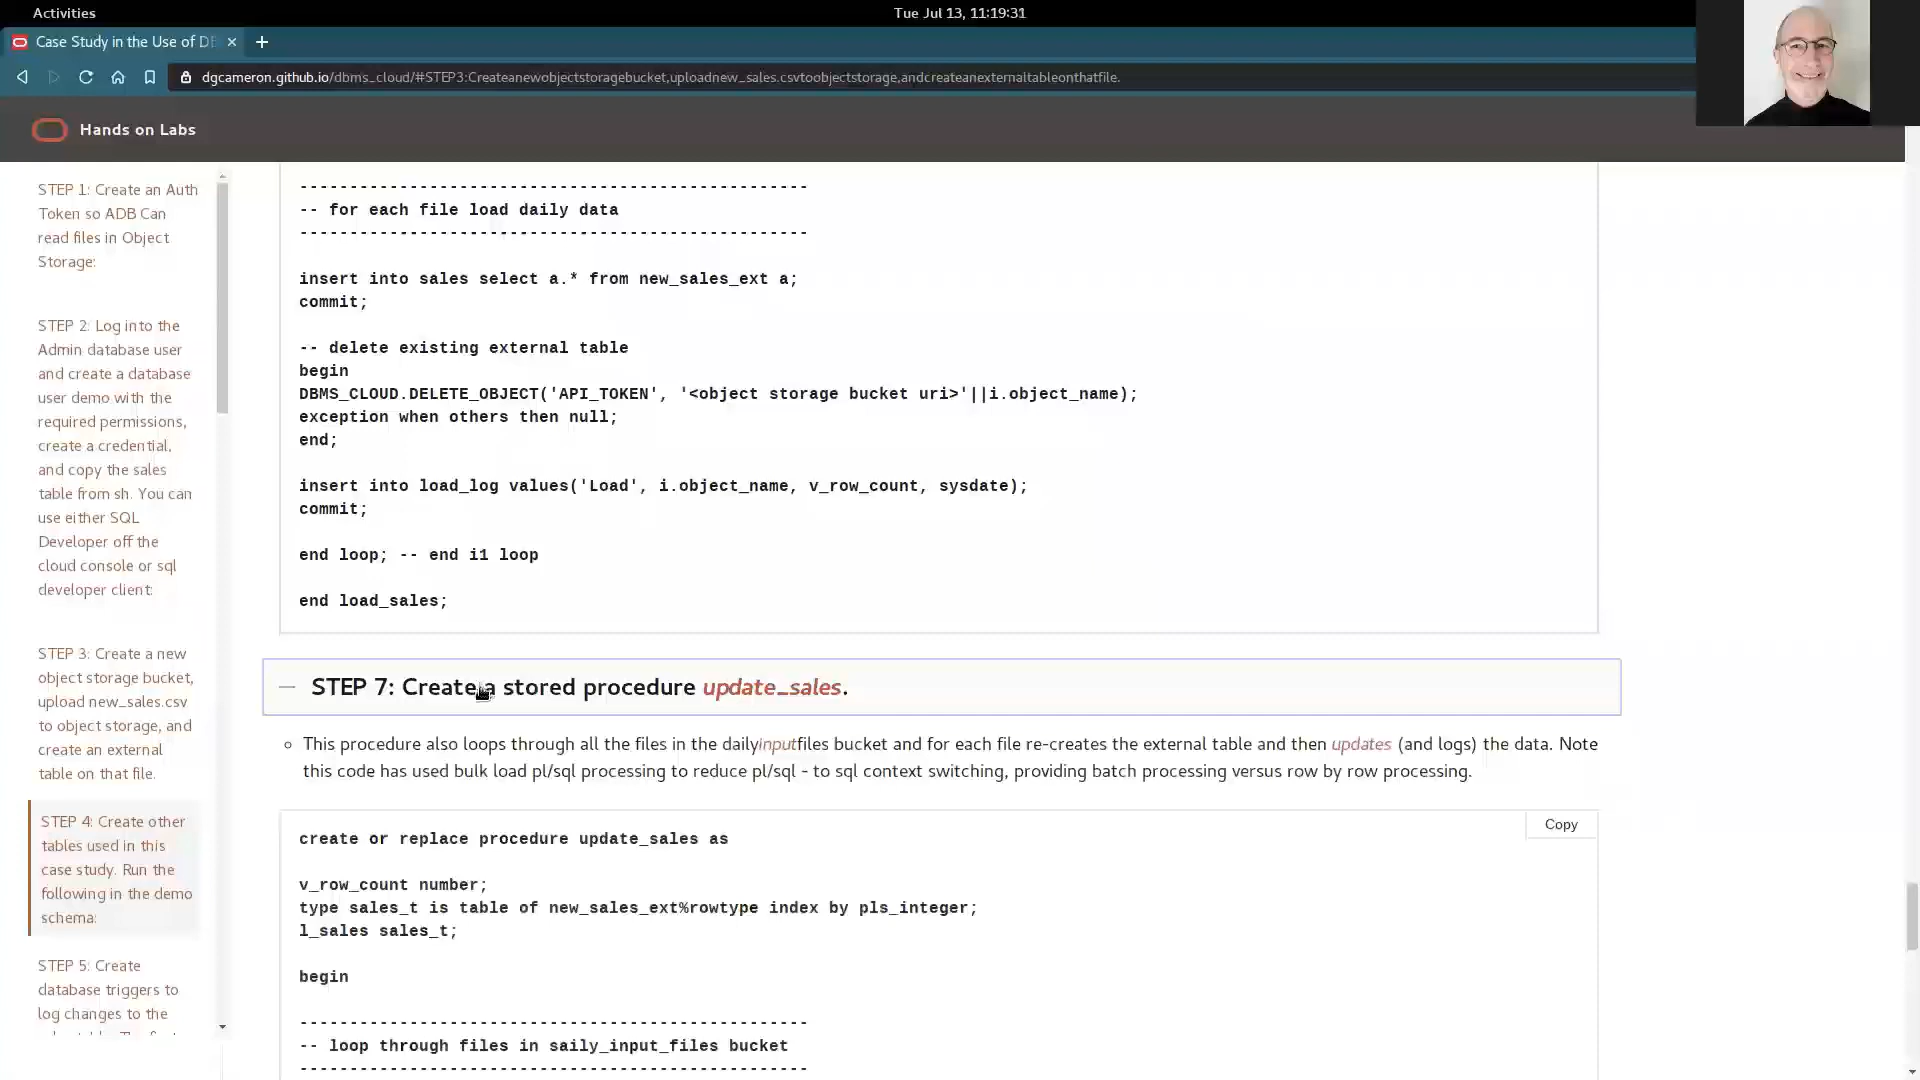 Activities
Tue Jul 13, 11:19:31
Case Study in the Use of DB
dgcameron.github.io/dbms_cloud/#STEP3:Createanewobjectstoragebucket,uploadnew_sales.csvtoobjectstorage,andcreateanexternaltableonthatfile.
Hands on Labs
STEP 1: Create an Auth
Token so ADB Can
read files in Object
Storage:
STEP 2: Log into the
Admin database user
and create a database
user demo with the
required permissions,
create a credential,
and copy the sales
table from sh. You can
use either SQL
Developer off the
cloud console or sql
developer client:
STEP 3: Create a new
object storage bucket,
upload new_sales.csv
to object storage, and
create an external
table on that file.
STEP 4: Create other
tables used in this
case study. Run the
following in the demo
schema:
STEP 5: Create
database triggers to
log changes to the
--------------------------------------------------
-- for each file load daily data
--------------------------------------------------
insert into sales select a.* from new_sales_ext a;
commit;
-- delete existing external table
begin
DBMS_CLOUD.DELETE_OBJECT('API_TOKEN', '<object storage bucket uri>'||i.object_name);
exception when others then null;
end;
insert into load_log values('Load', i.object_name, v_row_count, sysdate);
commit;
end loop; -- end i1 loop
end load_sales;
STEP 7: Create a stored procedure update_sales.
This procedure also loops through all the files in the dailyinputfiles bucket and for each file re-creates the external table and then updates (and logs) the data. Note
this code has used bulk load pl/sql processing to reduce pl/sql - to sql context switching, providing batch processing versus row by row processing.
Copy
create or replace procedure update_sales as
v_row_count number;
type sales_t is table of new_sales_ext%rowtype index by pls_integer;
l_sales sales_t;
begin
--------------------------------------------------
-- loop through files in saily_input_files bucket
--------------------------------------------------